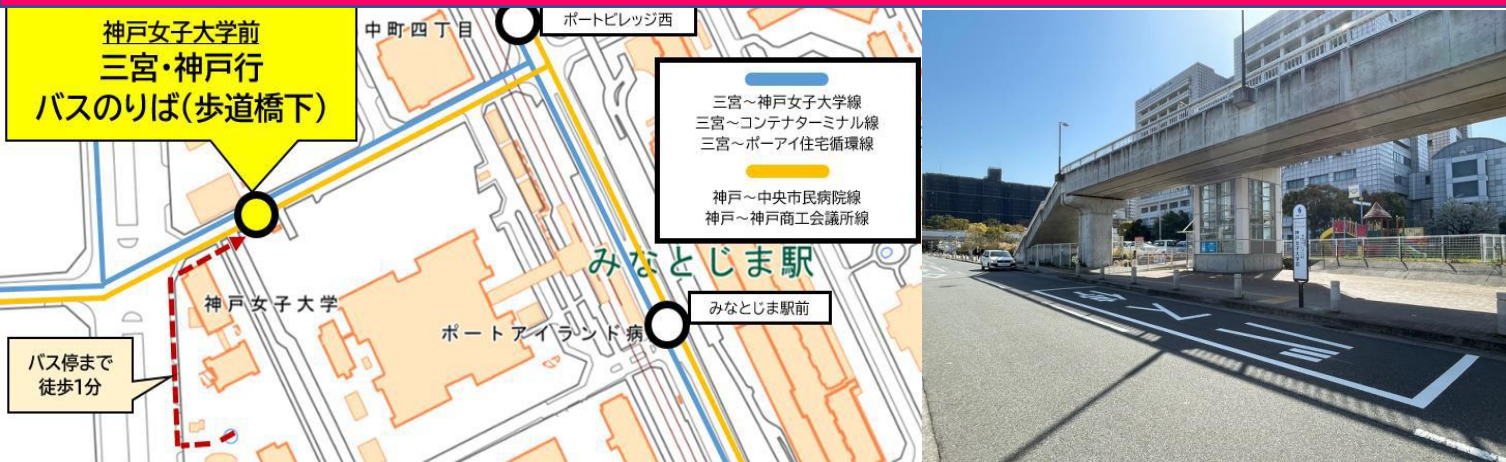 神戸女子大学前
三宮・神戸行
バスのりば(歩道橋下)
中町四丁目
ポートビレッジ西
三宮～神戸女子大学線
三宮～コンテナターミナル線
三宮～ポーアイ住宅循環線
神戸～中央市民病院線
神戸～神戸商工会議所線
みなとじま駅
みなとじま駅前
神戸女子大学
ポートアイランド病
バス停まで
徒歩1分
バス